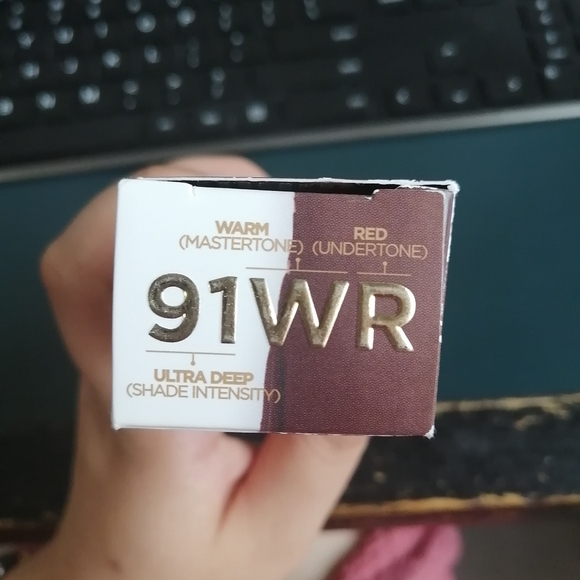 WARM RED
(MASTERTONE) (UNDERTONE)
91WR
ULTRA DEEP
(SHADE INTENSITY)